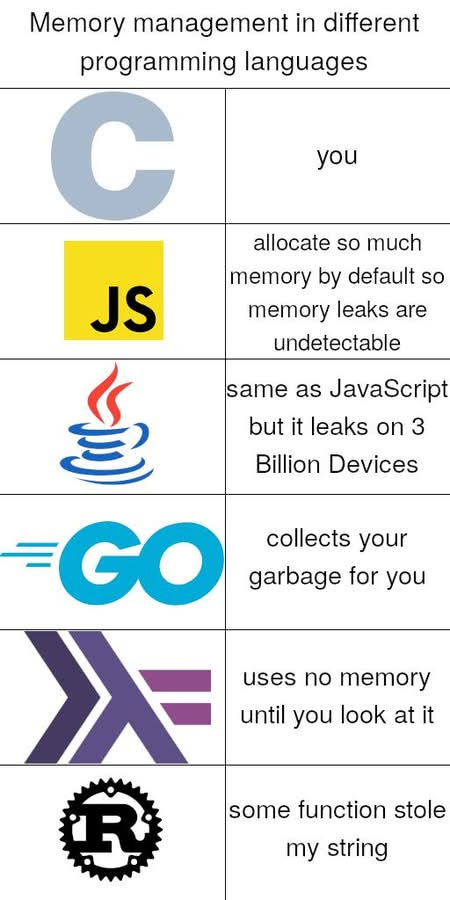 Memory management in different
programming languages
C
you
JS
allocate so much
memory by default so
memory leaks are
undetectable
same as JavaScript
but it leaks on 3
Billion Devices
GO
collects your
garbage for you
uses no memory
until you look at it
R
some function stole
my string